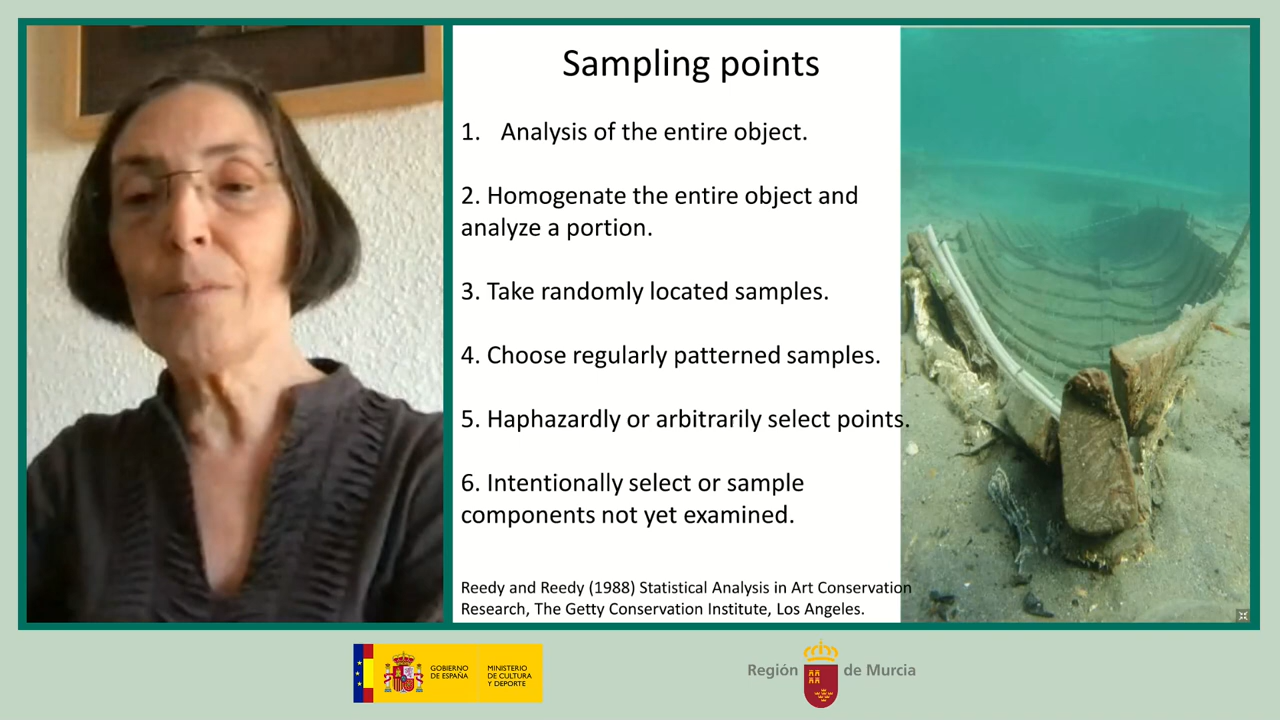 Sampling points
1. Analysis of the entire object.
2. Homogenate the entire object and
analyze a portion.
3. Take randomly located samples.
4. Choose regularly patterned samples.
5. Haphazardly or arbitrarily select points.
6. Intentionally select or sample
components not yet examined.
Reedy and Reedy (1988) Statistical Analysis in Art Conservation
Research, The Getty Conservation Institute, Los Angeles.
GOBIERNO
DE ESPAÑA
MINISTERIO
DE CULTURA
Y DEPORTE
Región de Murcia